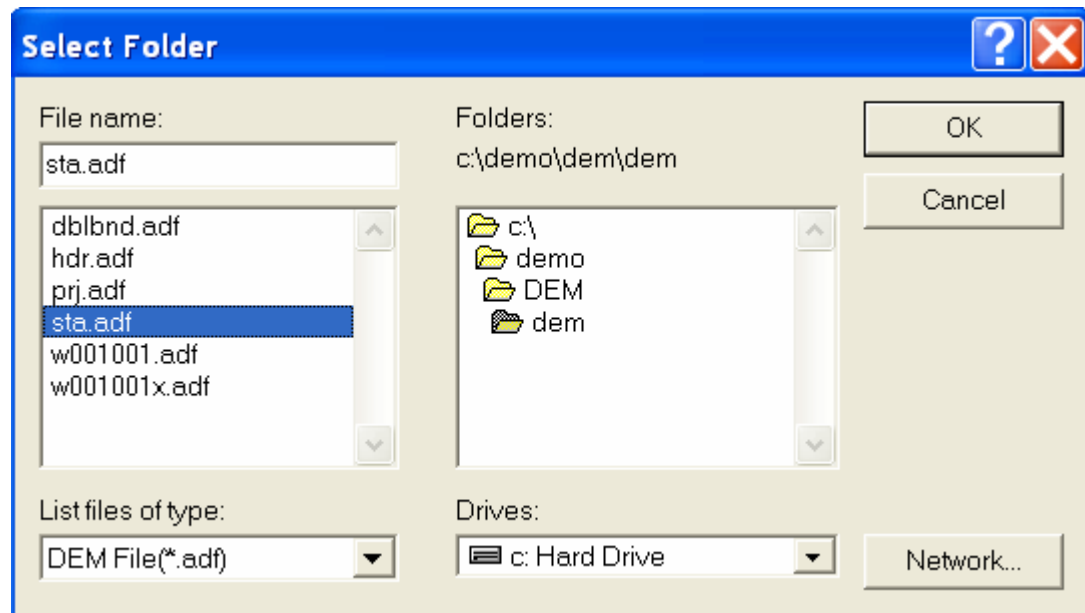 Select Folder
File name:
sta.adf
dblbnd.adf
hdr.adf
prj.adf
sta.adf
w001001.adf
w001001x.adf
List files of type:
DEM File(*.adf)
Folders:
c:\demo\dem\dem
c:\
demo
DEM
dem
Drives:
c: Hard Drive
OK
Cancel
Network...